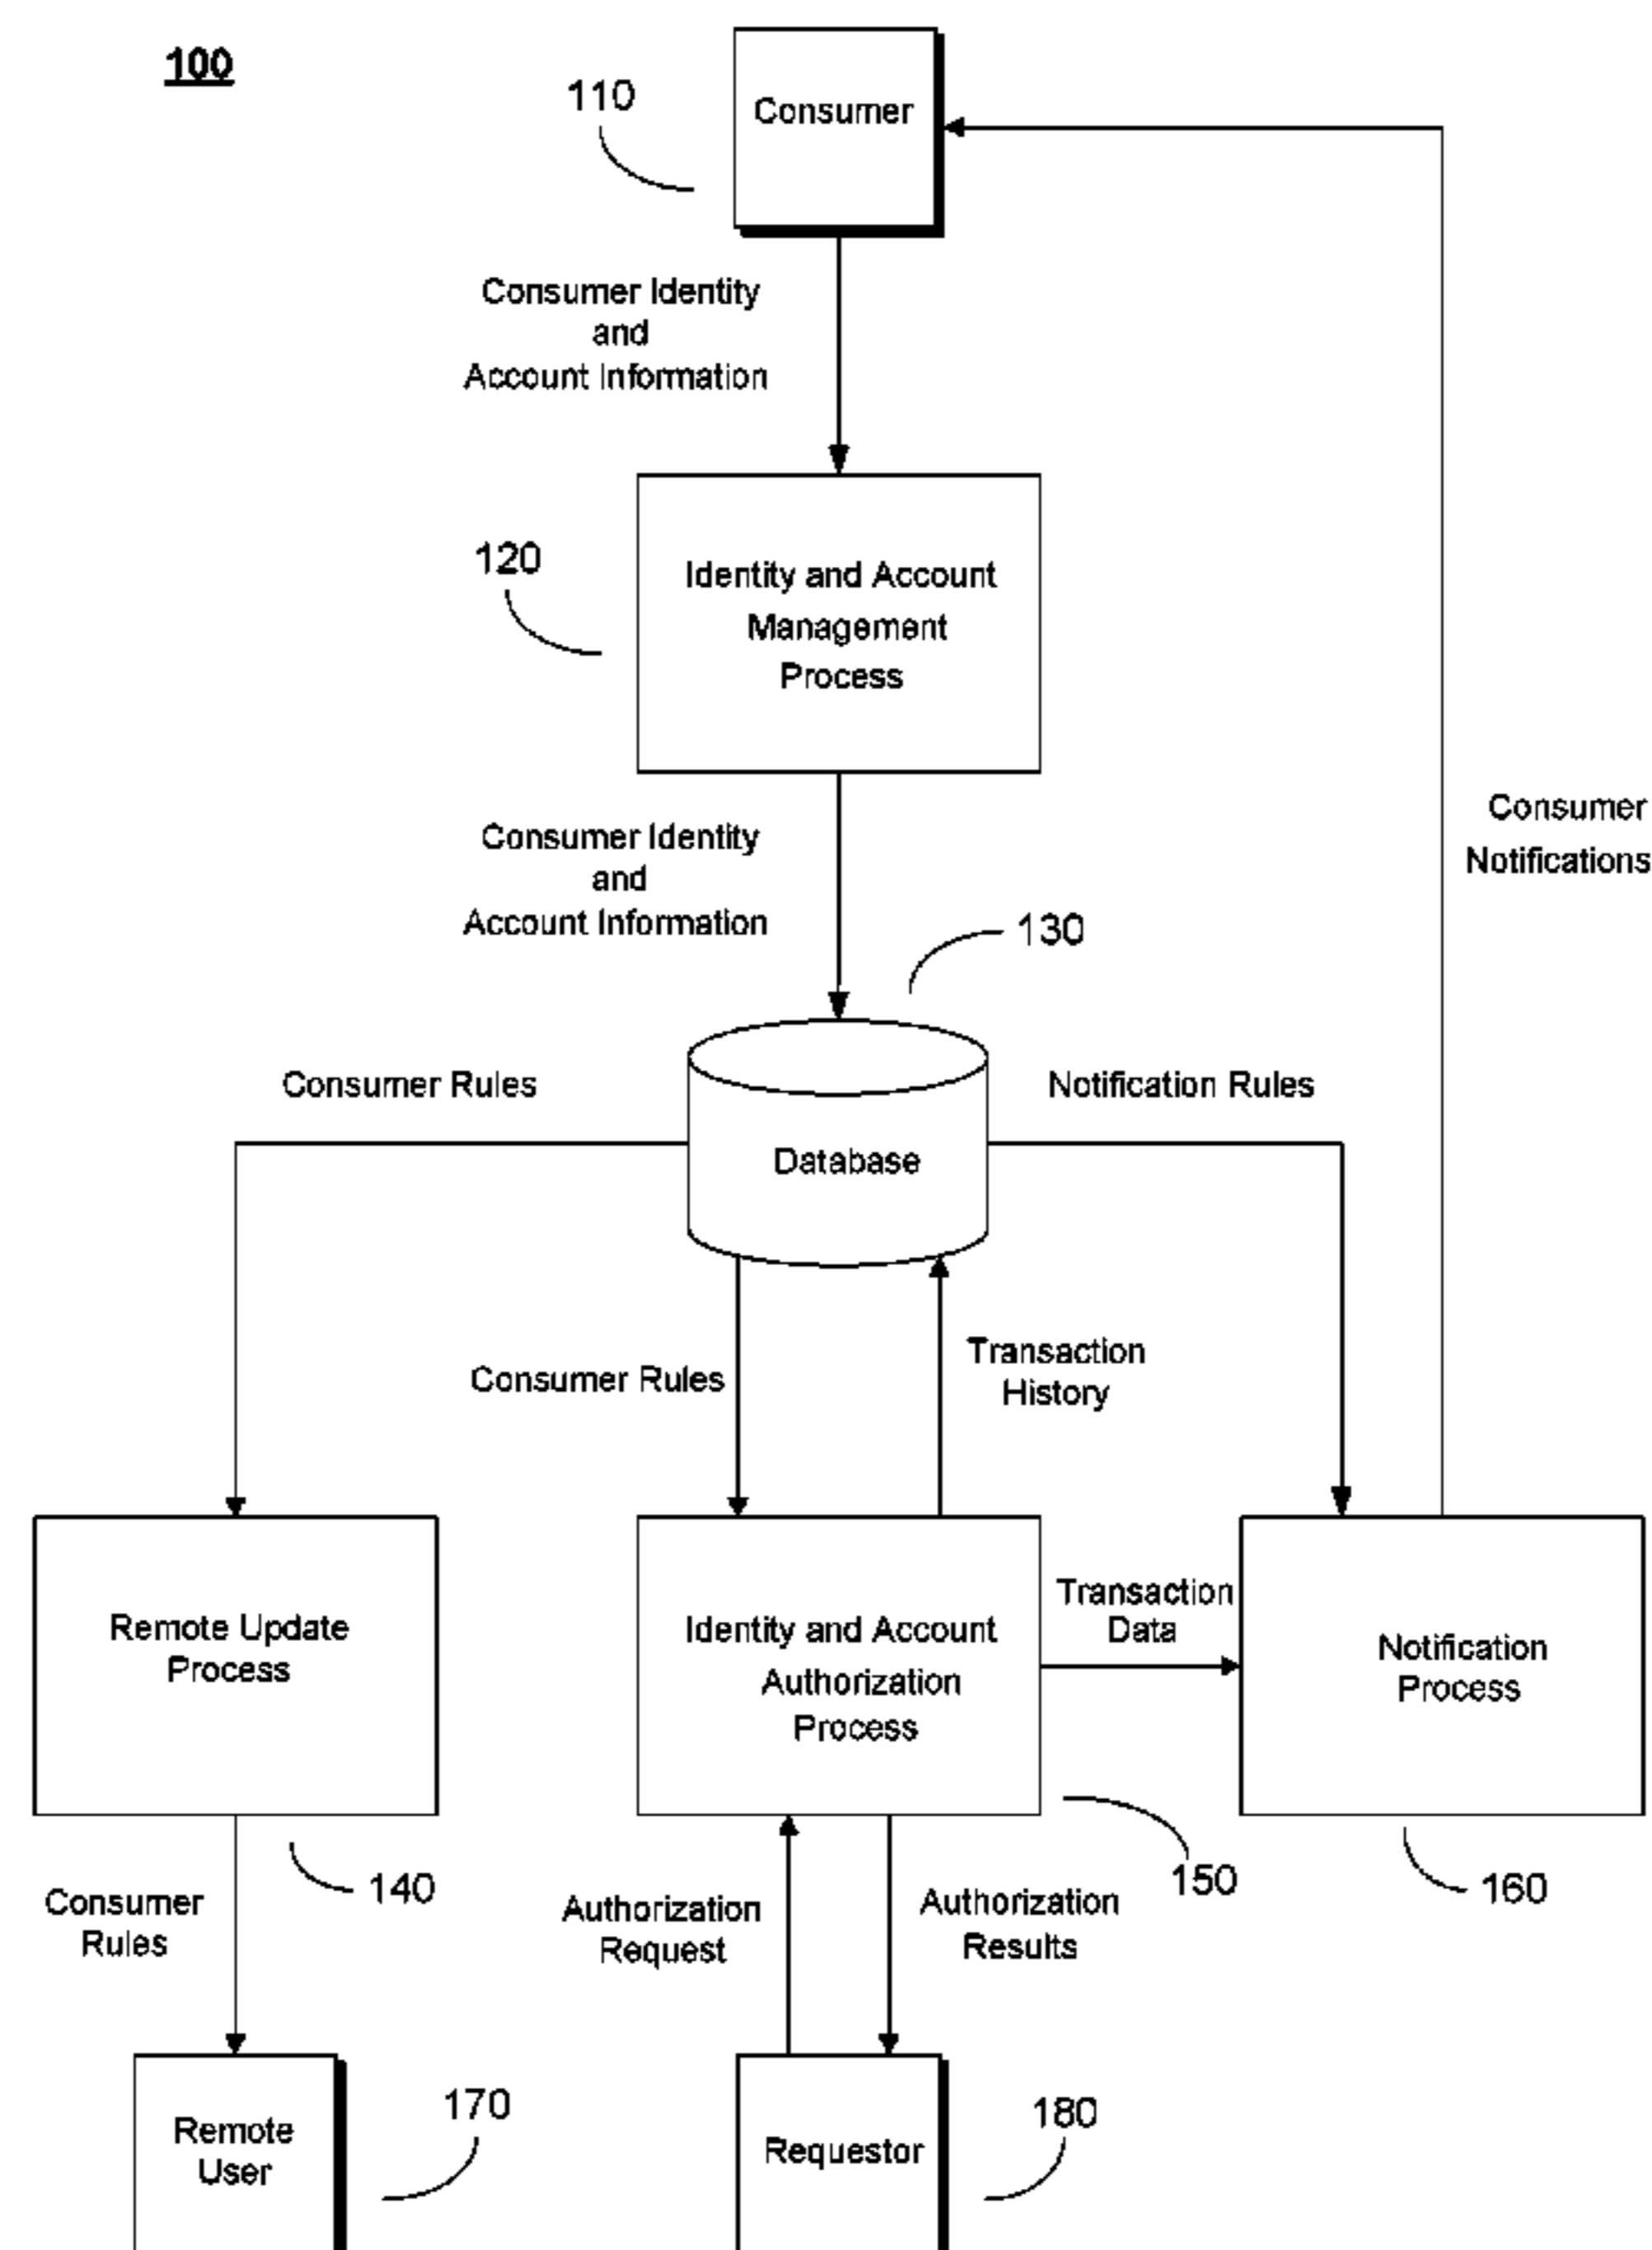 100
110
Consumer
Consumer Identity
and
Account Information
120
Identity and Account
Management
Process
Consumer
Notifications
Consumer Identity
and
Account Information
130
Consumer Rules
Notification Rules
Database
Consumer Rules
Transaction
History
Remote Update
Process
Identity and Account
Authorization
Process
Transaction
Data
Notification
Process
140
150
160
Consumer
Rules
Authorization
Request
Authorization
Results
Remote
User
170
Requestor
180